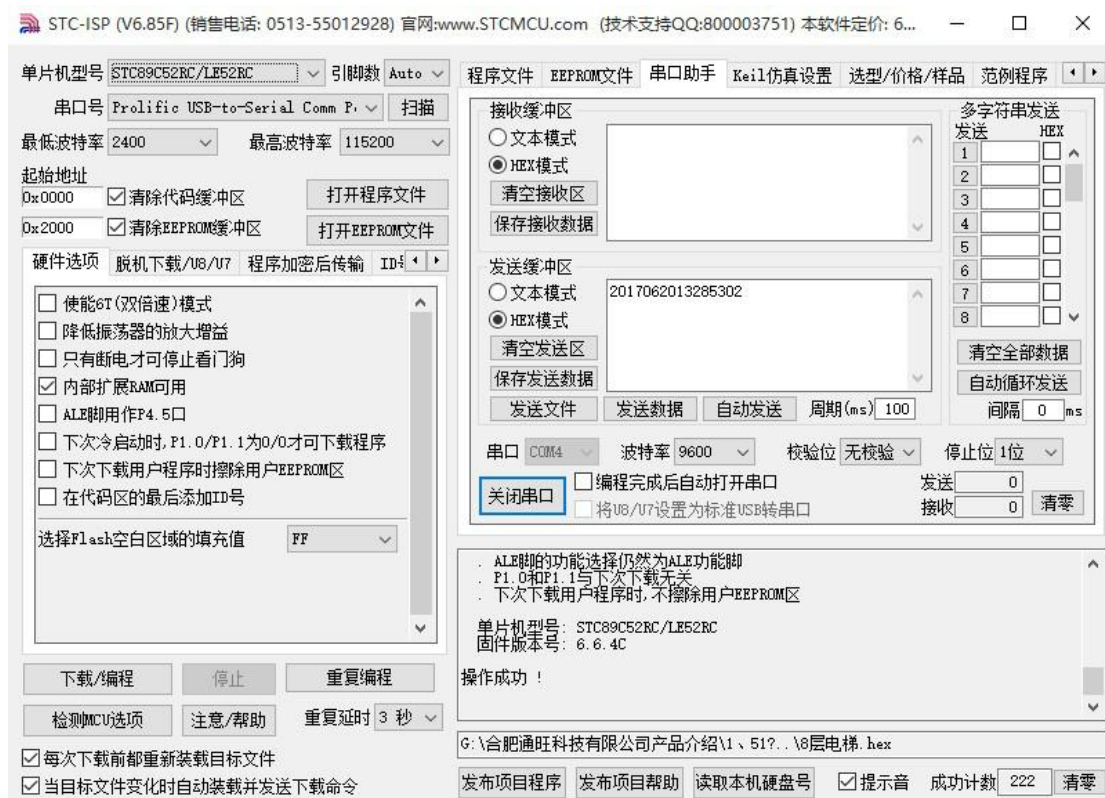 STC-ISP (V6.85F) (销售电话: 0513-55012928) 官网:www.STCMCU.com (技术支持QQ:800003751) 本软件定价: 6...
单片机型号 STC89C52RC/LE52RC 引脚数 Auto
串口号 Prolific USB-to-Serial Comm 扫描
最低波特率 2400 最高波特率 115200
起始地址
0x0000 清除代码缓冲区 打开程序文件
0x2000 清除EEPROM缓冲区 打开EEPROM文件
硬件选项 脱机下载/U8/U7 程序加密后传输
使能6T(双倍速)模式
降低振荡器的放大增益
只有断电才可停止看门狗
内部扩展RAM可用
ALE脚用作P4.5口
下次冷启动时,P1.0/P1.1为0/0才可下载程序
下次下载用户程序时擦除用户EEPROM区
在代码区的最后添加ID号
选择Flash空白区域的填充值 FF
下载/编程 停止 重复编程
检测MCU选项 注意/帮助 重复延时 3 秒
每次下载前都重新装载目标文件
当目标文件变化时自动装载并发送下载命令
程序文件 EEPROM文件 串口助手 Keil仿真设置 选型/价格/样品 范例程序
接收缓冲区
文本模式
HEX模式
清空接收区
保存接收数据
多字符串发送
发送 HEX
1
2
3
4
5
6
7
8
清空全部数据
自动循环发送
间隔 0 ms
发送缓冲区
文本模式 2017062013285302
HEX模式
清空发送区
保存发送数据
发送文件 发送数据 自动发送 周期(ms) 100
串口 COM4 波特率 9600 校验位 无校验 停止位 1位
关闭串口 编程完成后自动打开串口 发送 0
将U8/U7设置为标准USB转串口 接收 0 清零
. ALE脚的功能选择仍然为ALE功能脚
. P1.0和P1.1与下次下载无关
. 下次下载用户程序时,不擦除用户EEPROM区
单片机型号: STC89C52RC/LE52RC
固件版本号: 6.6.4C
操作成功 !
G:\合肥通旺科技有限公司产品介绍\1、51?..\8层电梯.hex
发布项目程序 发布项目帮助 读取本机硬盘号 提示音 成功计数 222 清零